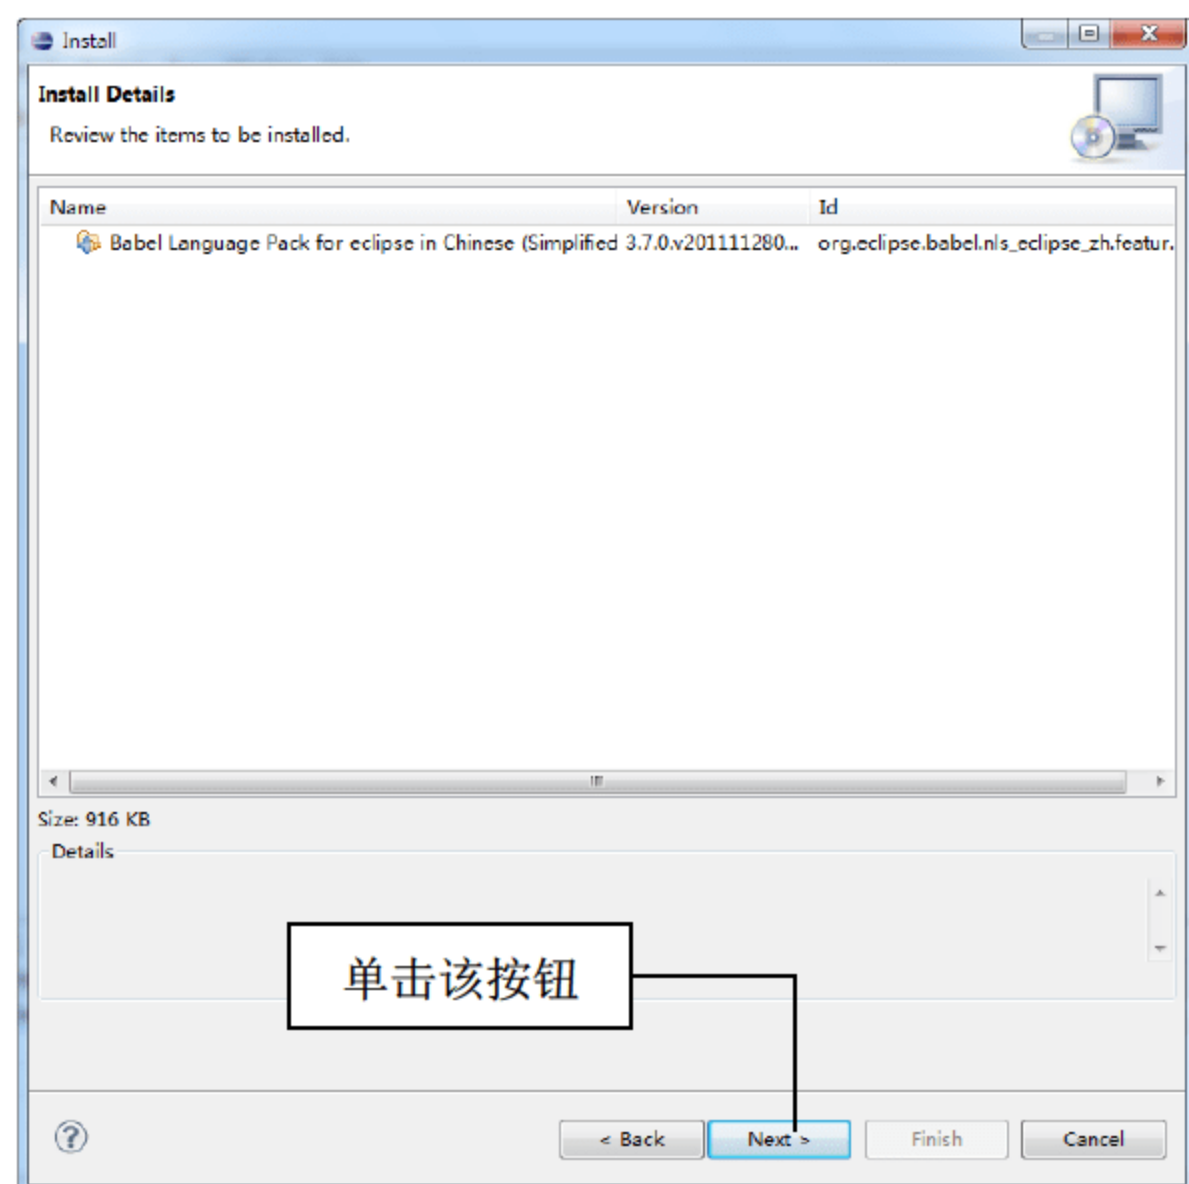 Install
Install Details
Review the items to be installed.
Name Version Id
Babel Language Pack for eclipse in Chinese (Simplified 3.7.0.v201111280... org.eclipse.babel.nls_eclipse_zh.featur.
Size: 916 KB
Details
单击该按钮
< Back Next > Finish Cancel